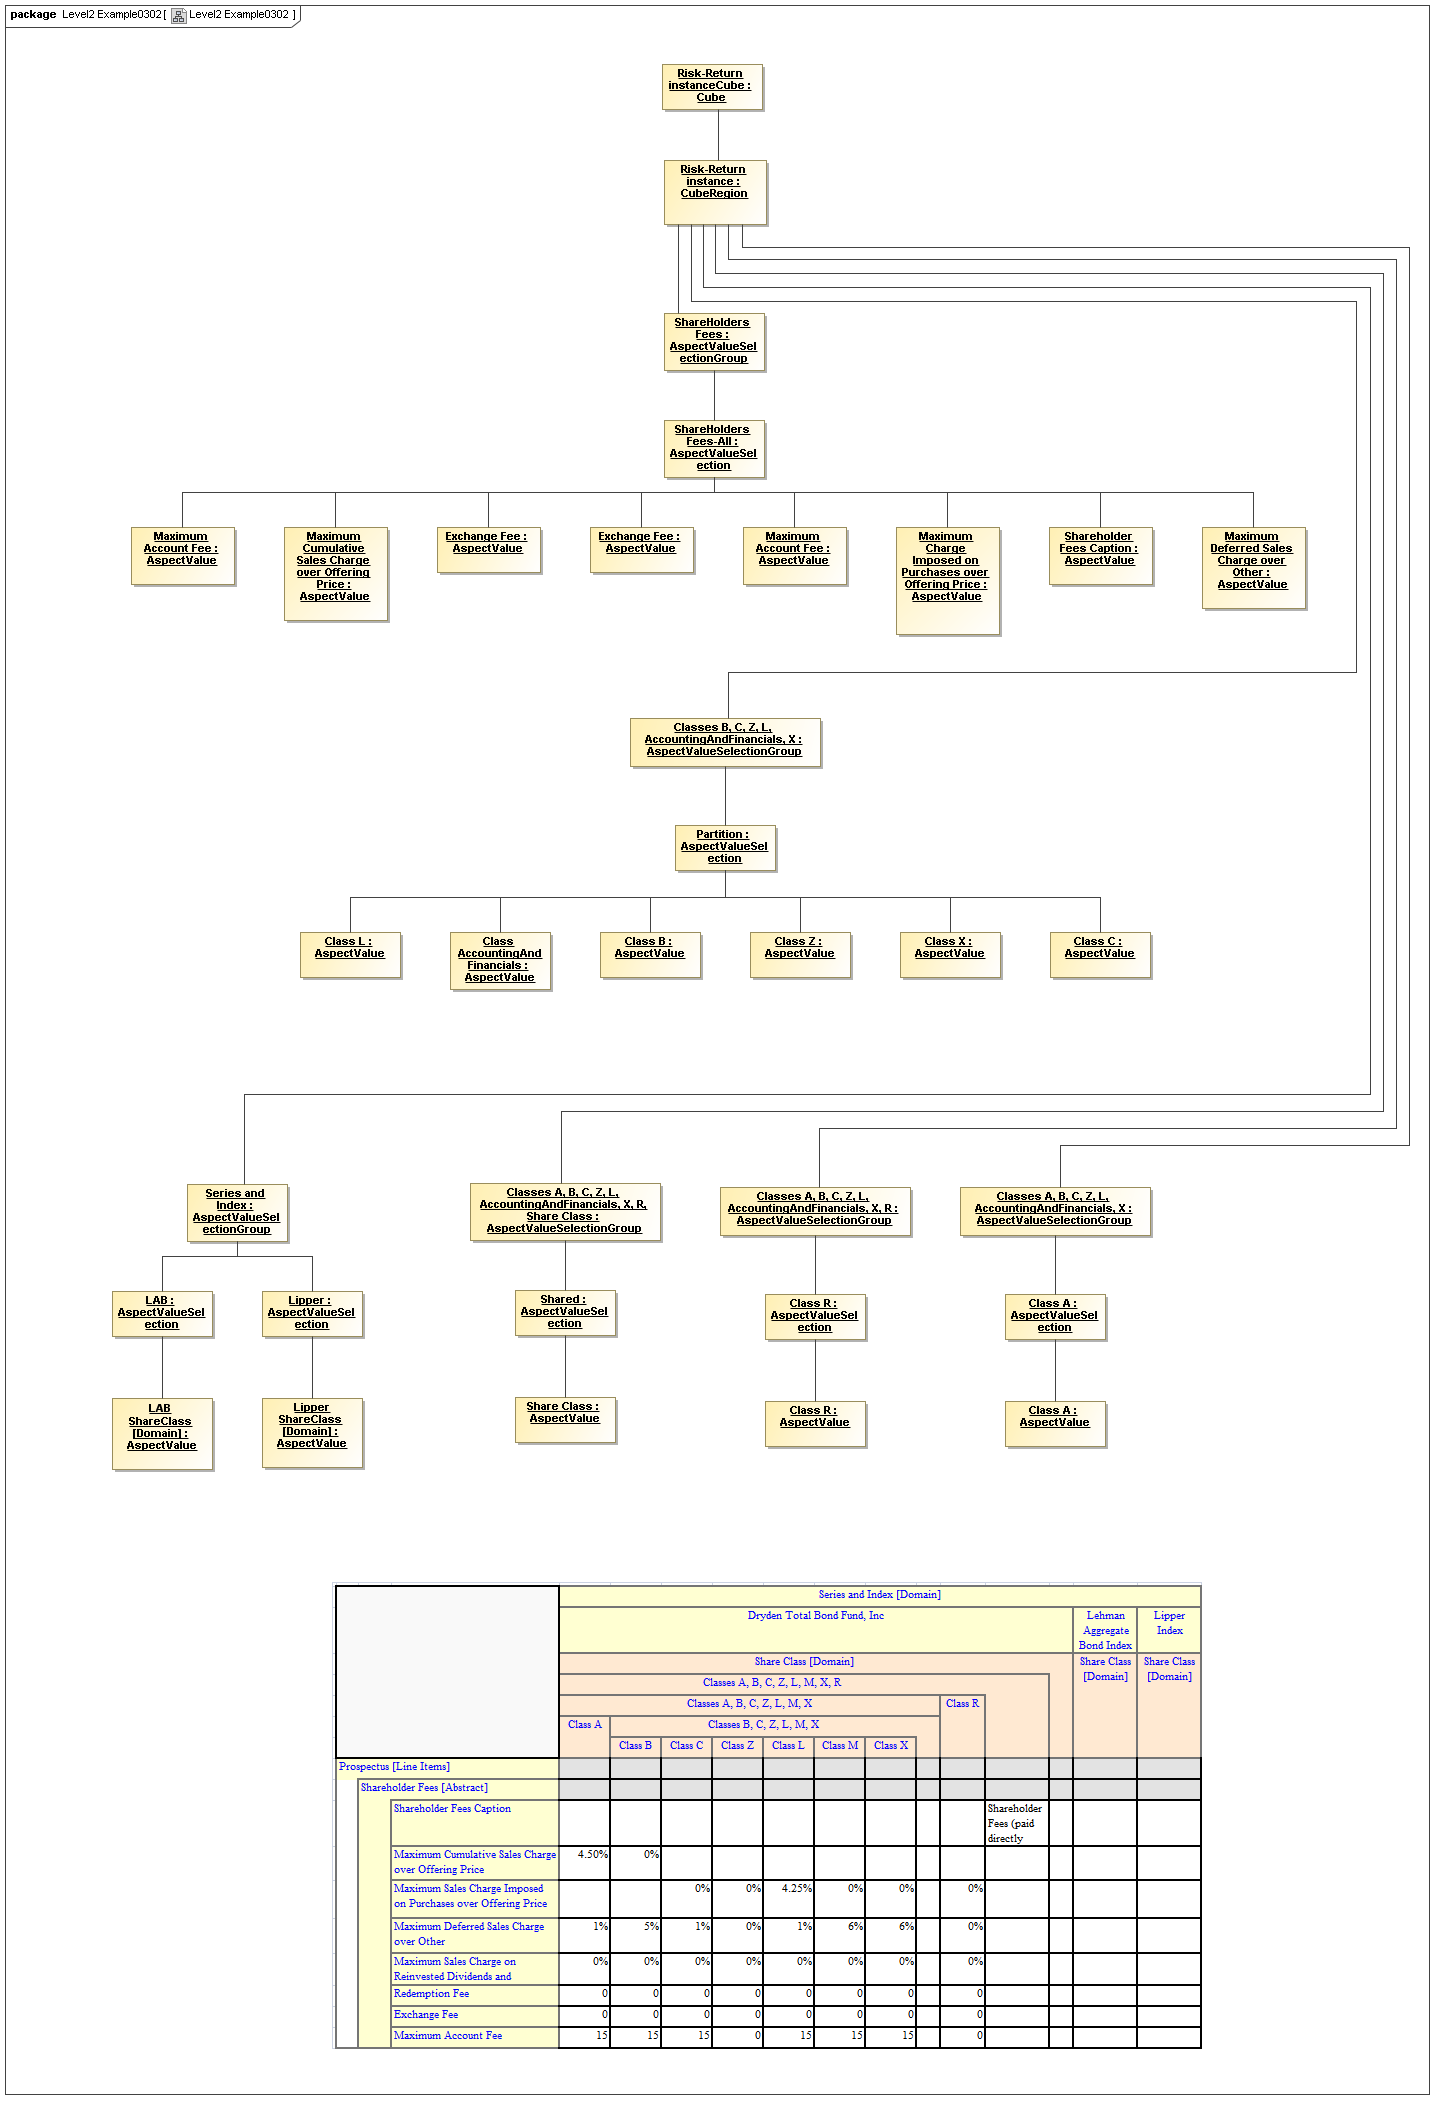 package Level2 Example0302 [ Level2 Example0302 ]
Risk-Return
instanceCube :
Cube
Risk-Return
instance :
CubeRegion
ShareHolders
Fees :
AspectValueSel
ectionGroup
ShareHolders
Fees-All :
AspectValueSel
ection
Maximum
Account Fee :
AspectValue
Maximum
Cumulative
Sales Charge
over Offering
Price :
AspectValue
Exchange Fee :
AspectValue
Exchange Fee :
AspectValue
Maximum
Account Fee :
AspectValue
Maximum
Charge
Imposed on
Purchases over
Offering Price :
AspectValue
Shareholder
Fees Caption :
AspectValue
Maximum
Deferred Sales
Charge over
Other :
AspectValue
Classes B, C, Z, L,
AccountingAndFinancials, X :
AspectValueSelectionGroup
Partition :
AspectValueSel
ection
Class L :
AspectValue
Class
AccountingAnd
Financials :
AspectValue
Class B :
AspectValue
Class Z :
AspectValue
Class X :
AspectValue
Class C :
AspectValue
Series and
Index :
AspectValueSel
ectionGroup
LAB :
AspectValueSel
ection
Lipper :
AspectValueSel
ection
LAB
ShareClass
[Domain] :
AspectValue
Lipper
ShareClass
[Domain] :
AspectValue
Classes A, B, C, Z, L,
AccountingAndFinancials, X, R,
Share Class :
AspectValueSelectionGroup
Shared :
AspectValueSel
ection
Share Class :
AspectValue
Classes A, B, C, Z, L,
AccountingAndFinancials, X, R :
AspectValueSelectionGroup
Class R :
AspectValueSel
ection
Class R :
AspectValue
Classes A, B, C, Z, L,
AccountingAndFinancials, X :
AspectValueSelectionGroup
Class A :
AspectValueSel
ection
Class A :
AspectValue
Series and Index [Domain]
Dryden Total Bond Fund, Inc
Lehman
Aggregate
Bond Index
Lipper
Index
Share Class [Domain]
Share Class
[Domain]
Share Class
[Domain]
Classes A, B, C, Z, L, M, X, R
Classes A, B, C, Z, L, M, X
Class R
Class A
Classes B, C, Z, L, M, X
Class B Class C Class Z Class L Class M Class X
Prospectus [Line Items]
Shareholder Fees [Abstract]
Shareholder Fees Caption
Shareholder
Fees (paid
directly
Maximum Cumulative Sales Charge
over Offering Price
4.50% 0%
Maximum Sales Charge Imposed
on Purchases over Offering Price
0% 0% 4.25% 0% 0% 0%
Maximum Deferred Sales Charge
over Other
1% 5% 1% 0% 1% 6% 6% 0%
Maximum Sales Charge on
Reinvested Dividends and
0% 0% 0% 0% 0% 0% 0% 0%
Redemption Fee 0 0 0 0 0 0 0 0
Exchange Fee 0 0 0 0 0 0 0 0
Maximum Account Fee 15 15 15 0 15 15 15 0